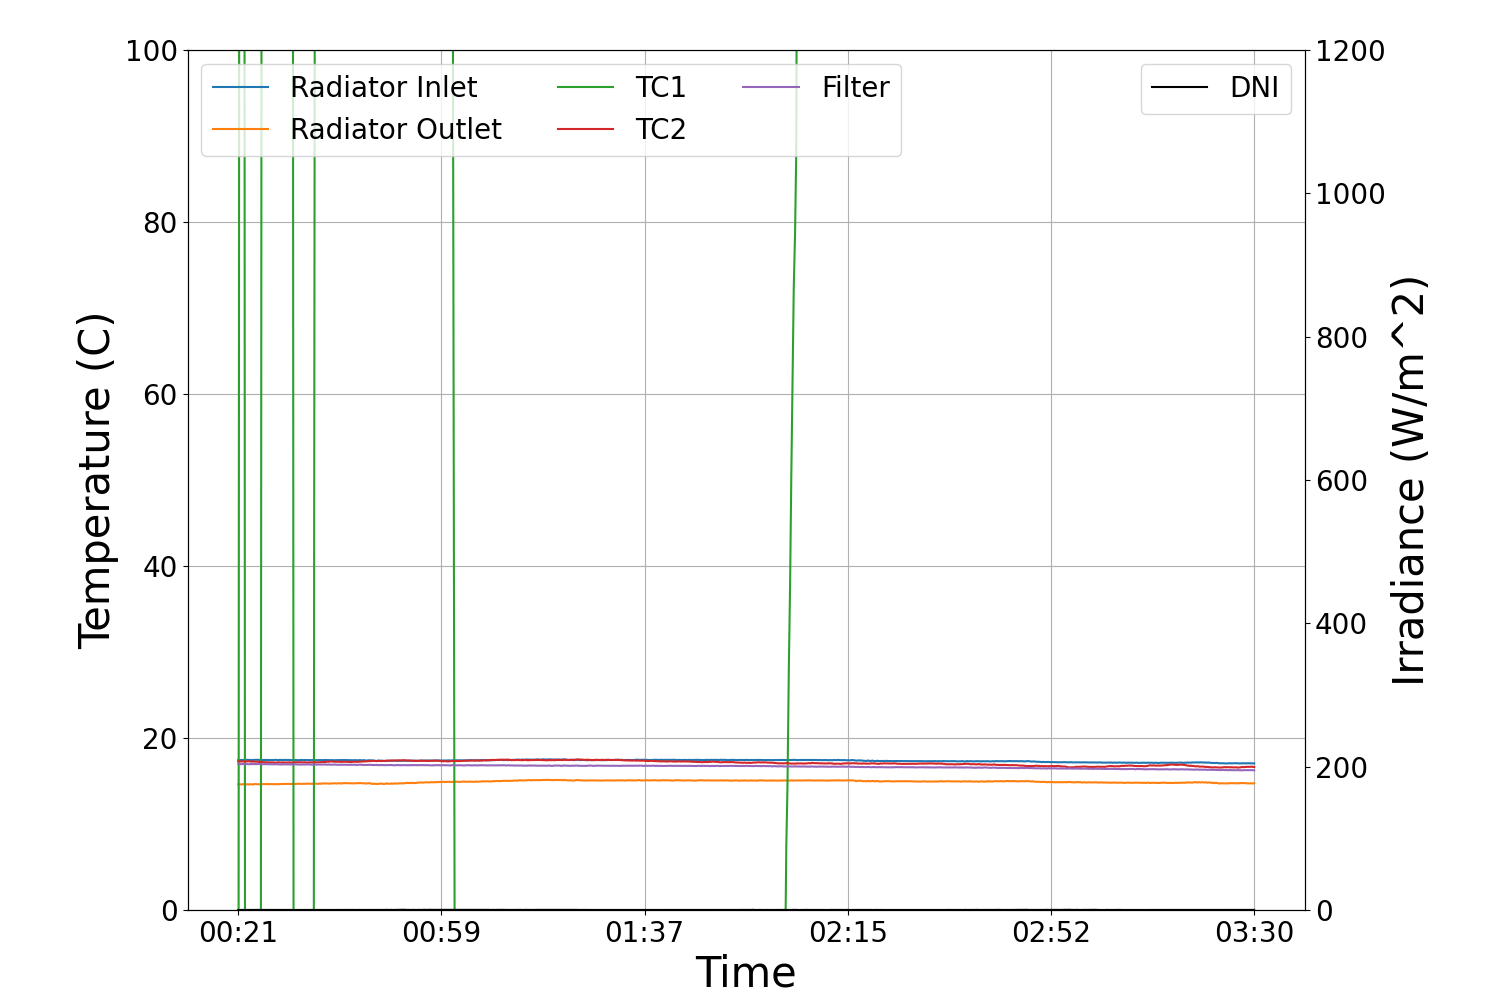 100
80
60
40
20
0
Temperature (C)
Radiator Inlet
Radiator Outlet
TC1
TC2
Filter
DNI
1200
1000
800
600
400
200
0
Irradiance (W/m^2)
00:21 00:59 01:37 02:15 02:52 03:30
Time